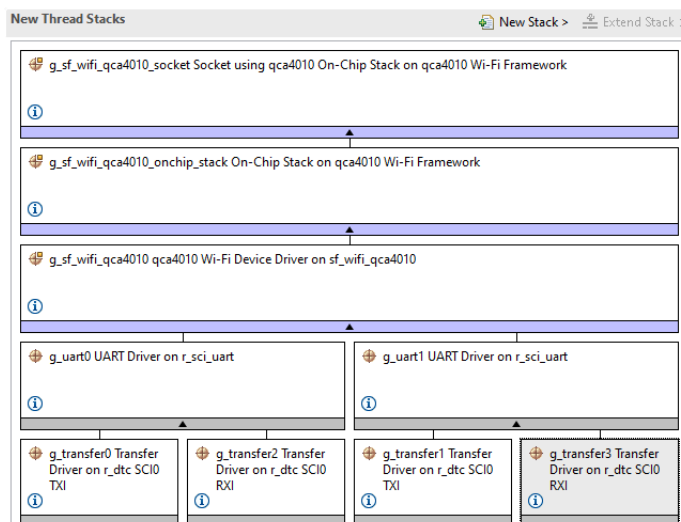 New Thread Stacks
New Stack >
Extend Stack
g_sf_wifi_qca4010_socket Socket using qca4010 On-Chip Stack on qca4010 Wi-Fi Framework
g_sf_wifi_qca4010_onchip_stack On-Chip Stack on qca4010 Wi-Fi Framework
g_sf_wifi_qca4010 qca4010 Wi-Fi Device Driver on sf_wifi_qca4010
g_uart0 UART Driver on r_sci_uart
g_uart1 UART Driver on r_sci_uart
g_transfer0 Transfer
Driver on r_dtc SCI0
TXI
g_transfer2 Transfer
Driver on r_dtc SCI0
RXI
g_transfer1 Transfer
Driver on r_dtc SCI0
TXI
g_transfer3 Transfer
Driver on r_dtc SCI0
RXI